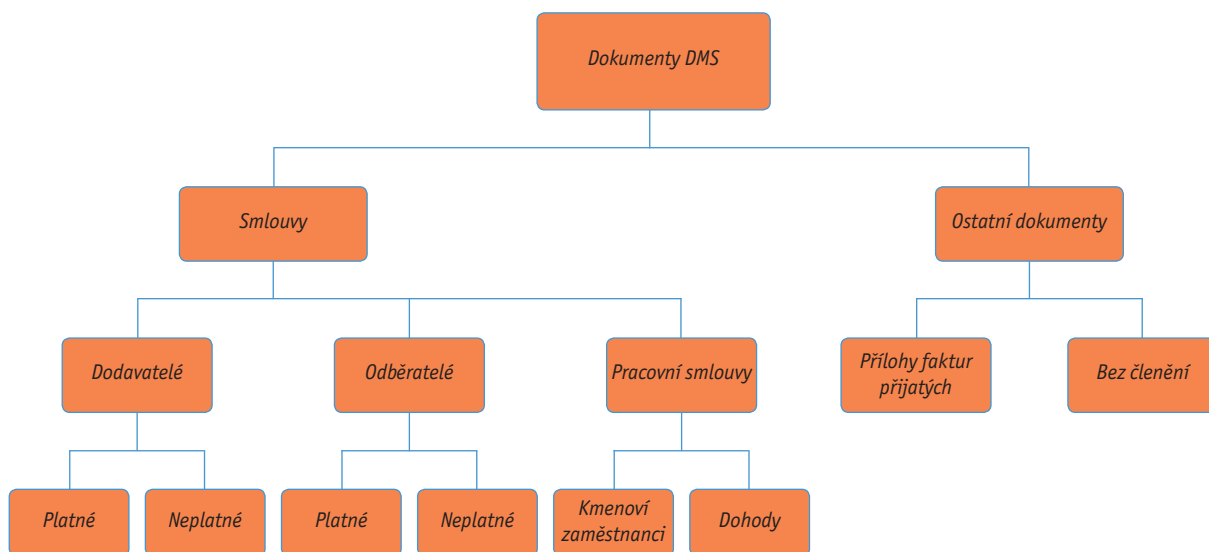 Dokumenty DMS
Smlouvy
Ostatní dokumenty
Dodavatelé
Odběratelé
Pracovní smlouvy
Přílohy faktur
přijatých
Bez členění
Platné
Neplatné
Platné
Neplatné
Kmenoví
zaměstnanci
Dohody